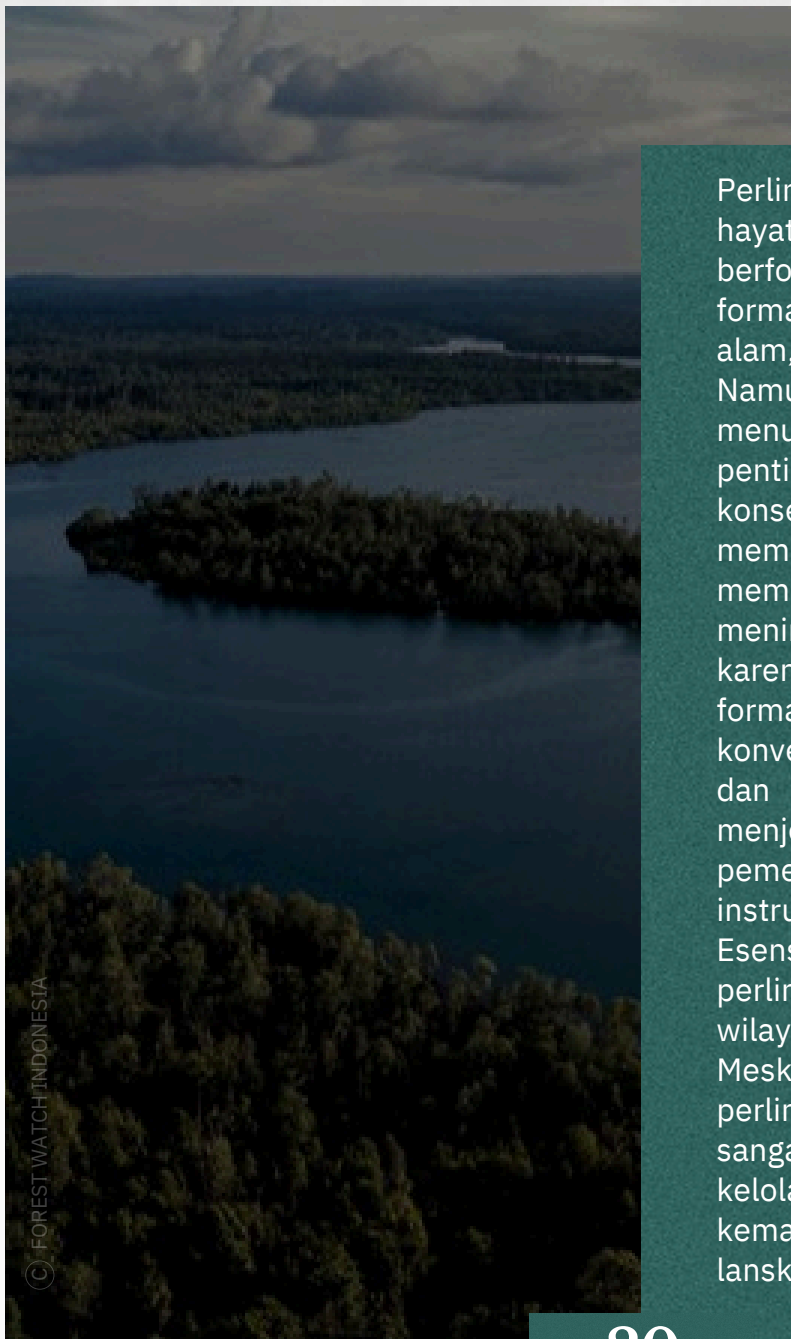 Perlin
hayat
berfo
forma
alam,
Namu
menu
penti
konse
mem
mem
menin
karen
forma
konve
dan
menje
peme
instru
Esens
perlin
wilay
Mesk
perlin
sanga
kelola
kema
lansk
© FOREST WATCH INDONESIA